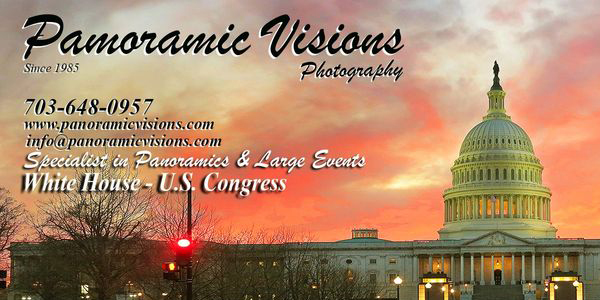 Pamoramic Visions
Since 1985
Photography
703-648-0957
www.panoramicvisions.com
info@panoramicvisions.com
Specialist in Panoramics & Large Events
White House - U.S. Congress